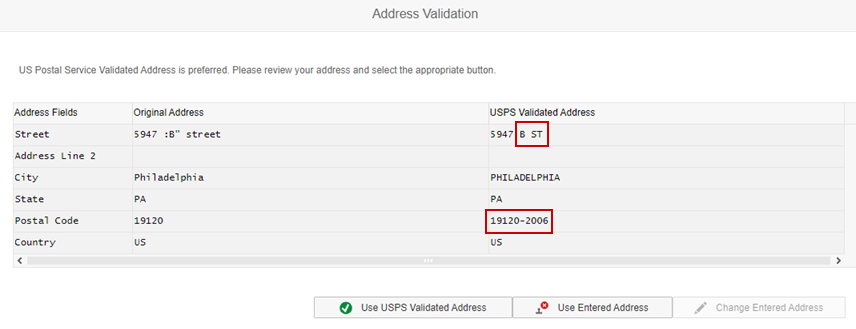 Address Validation
US Postal Service Validated Address is preferred. Please review your address and select the appropriate button.
Address Fields Original Address USPS Validated Address
Street 5947 :B" street 5947 B ST
Address Line 2
City Philadelphia PHILADELPHIA
State PA PA
Postal Code 19120 19120-2006
Country US US
Use USPS Validated Address Use Entered Address Change Entered Address